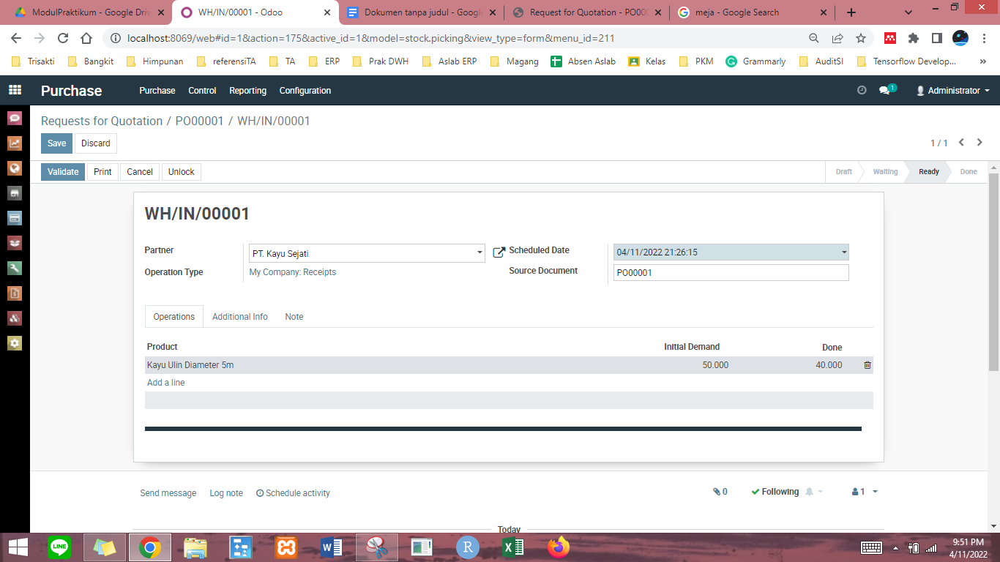 ModulPraktikum - Google Driv
WH/IN/00001 - Odoo
Dokumen tanpa judul - Google
Request for Quotation - PO000
meja - Google Search
localhost:8069/web#id=1&action=175&active_id=1&model=stock.picking&view_type=form&menu_id=211
Trisakti Bangkit Himpunan referensiTA TA ERP Prak DWH Aslab ERP Magang Absen Aslab Kelas PKM Grammarly AuditSI Tensorflow Develop... »
Purchase Purchase Control Reporting Configuration 1 Administrator
Requests for Quotation / PO00001 / WH/IN/00001
Save Discard 1 / 1
Validate Print Cancel Unlock Draft Waiting Ready Done
WH/IN/00001
Partner PT. Kayu Sejati Scheduled Date 04/11/2022 21:26:15
Operation Type My Company: Receipts Source Document PO00001
Operations Additional Info Note
Product Initial Demand Done
Kayu Ulin Diameter 5m 50.000 40.000
Add a line
Send message Log note Schedule activity 0 Following 1
Today
LINE R
9:51 PM
4/11/2022